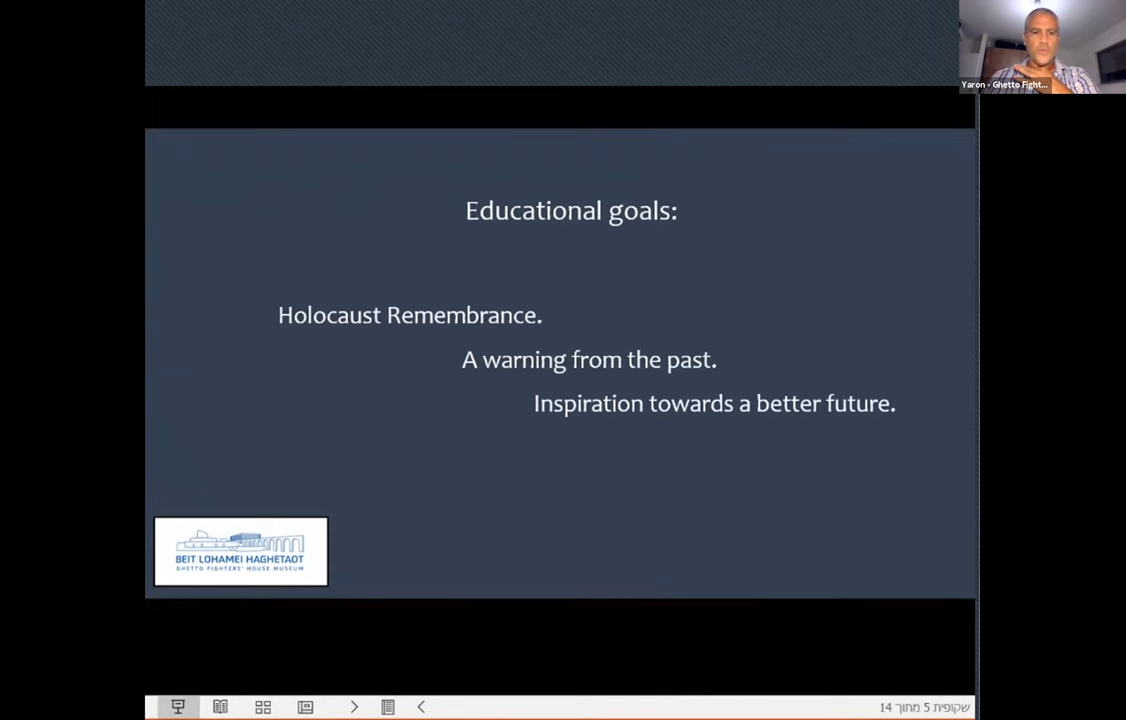 Yaron - Ghetto Fight...
Educational goals:
Holocaust Remembrance.
A warning from the past.
Inspiration towards a better future.
BEIT LOHAMEI HAGHETAOT
GHETTO FIGHTERS' HOUSE MUSEUM
שקופית 5 מתוך 14